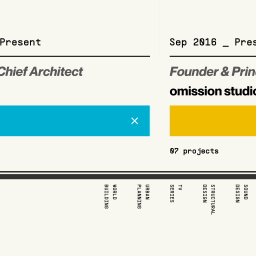 Present
Chief Architect
×
Sep 2016 _ Pres
Founder & Prin
omission studio
07 projects
WORLD
BUILDING
URBAN
PLANNING
TV
SERIES
STRUCTURAL
DESIGN
SOUND
DESIGN